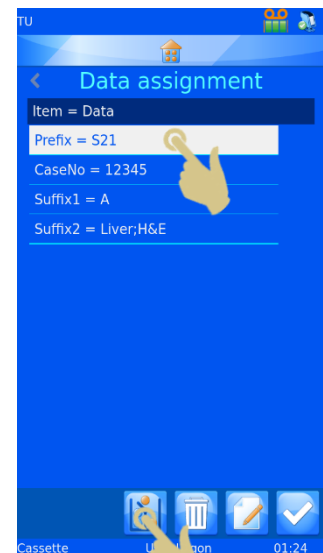 TU
Data assignment
Item = Data
Prefix = S21
CaseNo = 12345
Suffix1 = A
Suffix2 = Liver;H&E
Cassette 01:24